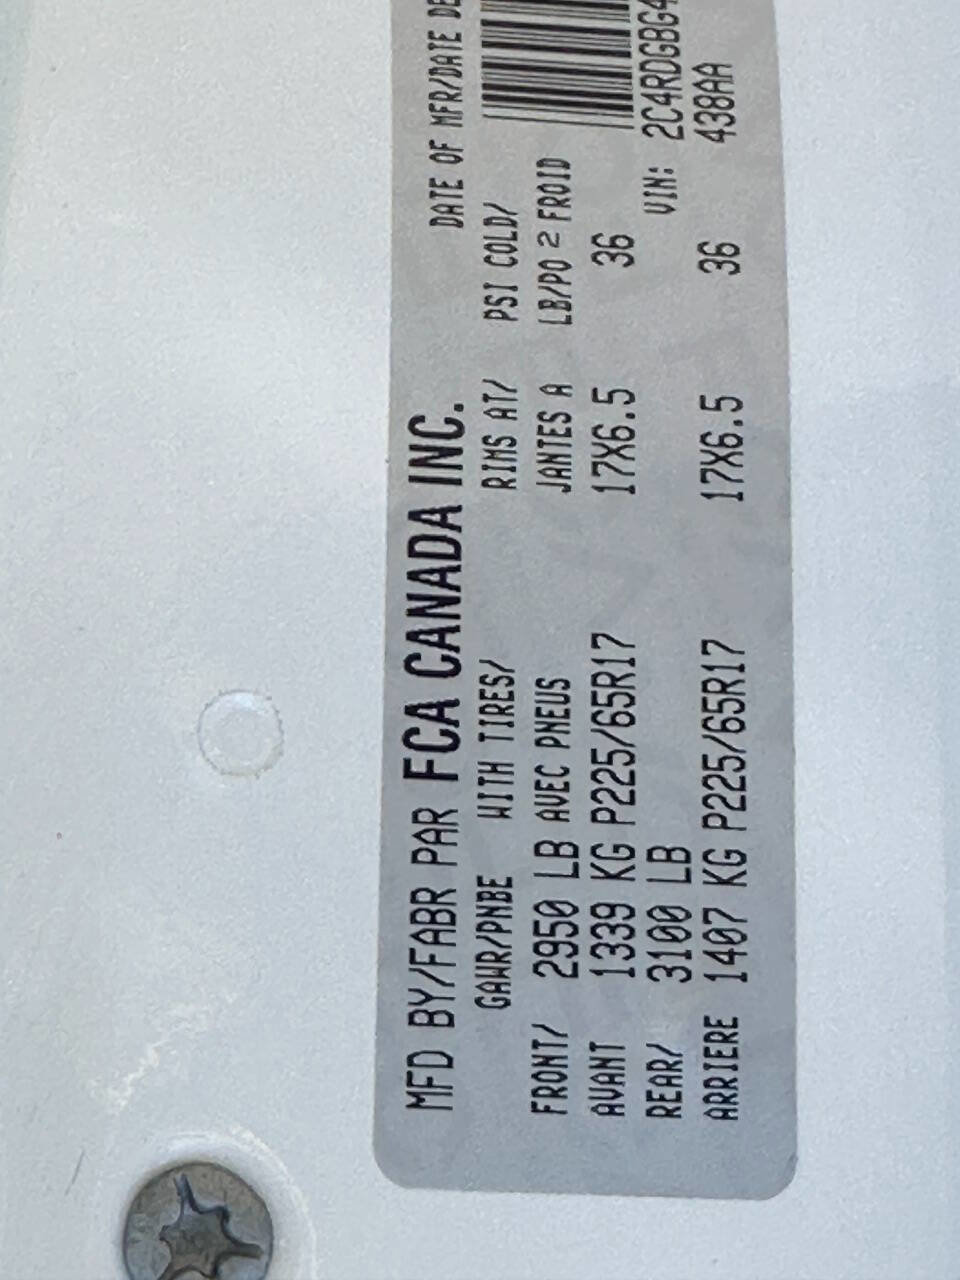 MFD BY/FABR PAR FCA CANADA INC.
DATE OF MFR/DATE DE
GAWR/PNBE WITH TIRES/ RIMS AT/ PSI COLD/
FRONT/ 2950 LB AVEC PNEUS JANTES A LB/PO 2 FROID
AVANT 1339 KG P225/65R17 17X6.5 36
REAR/ 3100 LB VIN: 2C4RDGBG4
ARRIERE 1407 KG P225/65R17 17X6.5 36 438AA